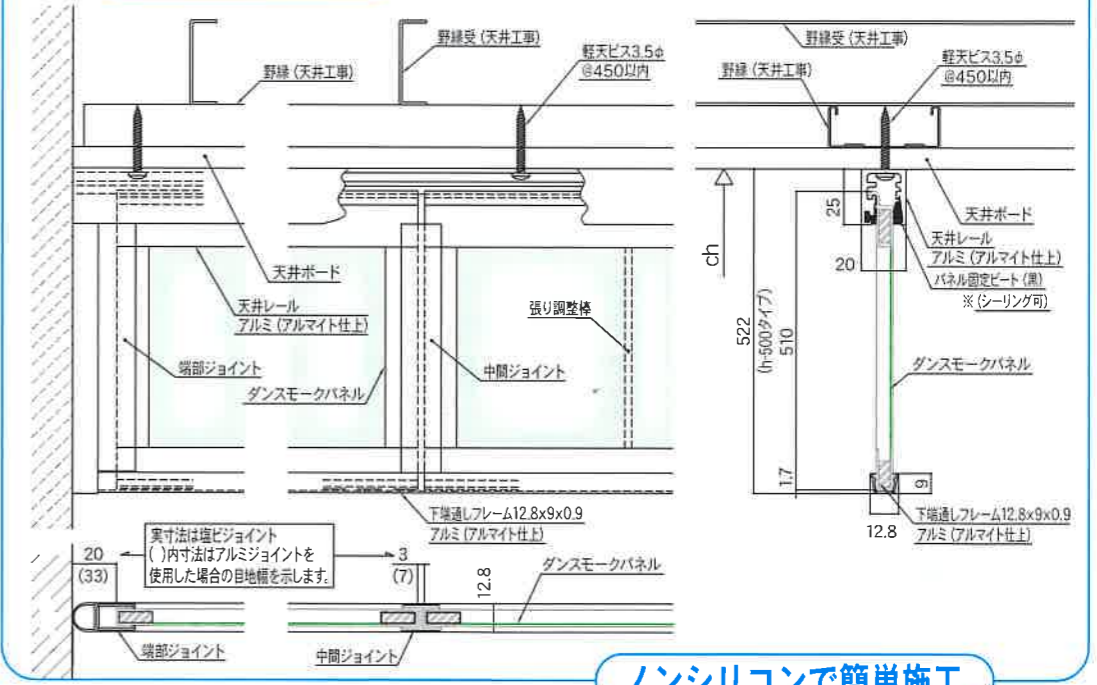 野縁受 (天井工事)
野縁 (天井工事)
軽天ビス3.5φ
@450以内
天井ボード
天井レール
アルミ (アルマイト仕上)
端部ジョイント
ダンスモークパネル
中間ジョイント
張り調整棒
下端通しフレーム12.8x9x0.9
アルミ (アルマイト仕上)
実寸法は塩ビジョイント
( )内寸法はアルミジョイントを
使用した場合の目地幅を示します。
20
(33)
3
(7)
12.8
ダンスモークパネル
端部ジョイント
中間ジョイント
野縁受 (天井工事)
野縁 (天井工事)
軽天ビス3.5φ
@450以内
ch
25
20
天井ボード
天井レール
アルミ (アルマイト仕上)
パネル固定ビート (黒)
※ (シーリング可)
522
(h-500タイプ)
510
ダンスモークパネル
1.7
9
12.8
下端通しフレーム12.8x9x0.9
アルミ (アルマイト仕上)
ノンシリコンで簡単施工